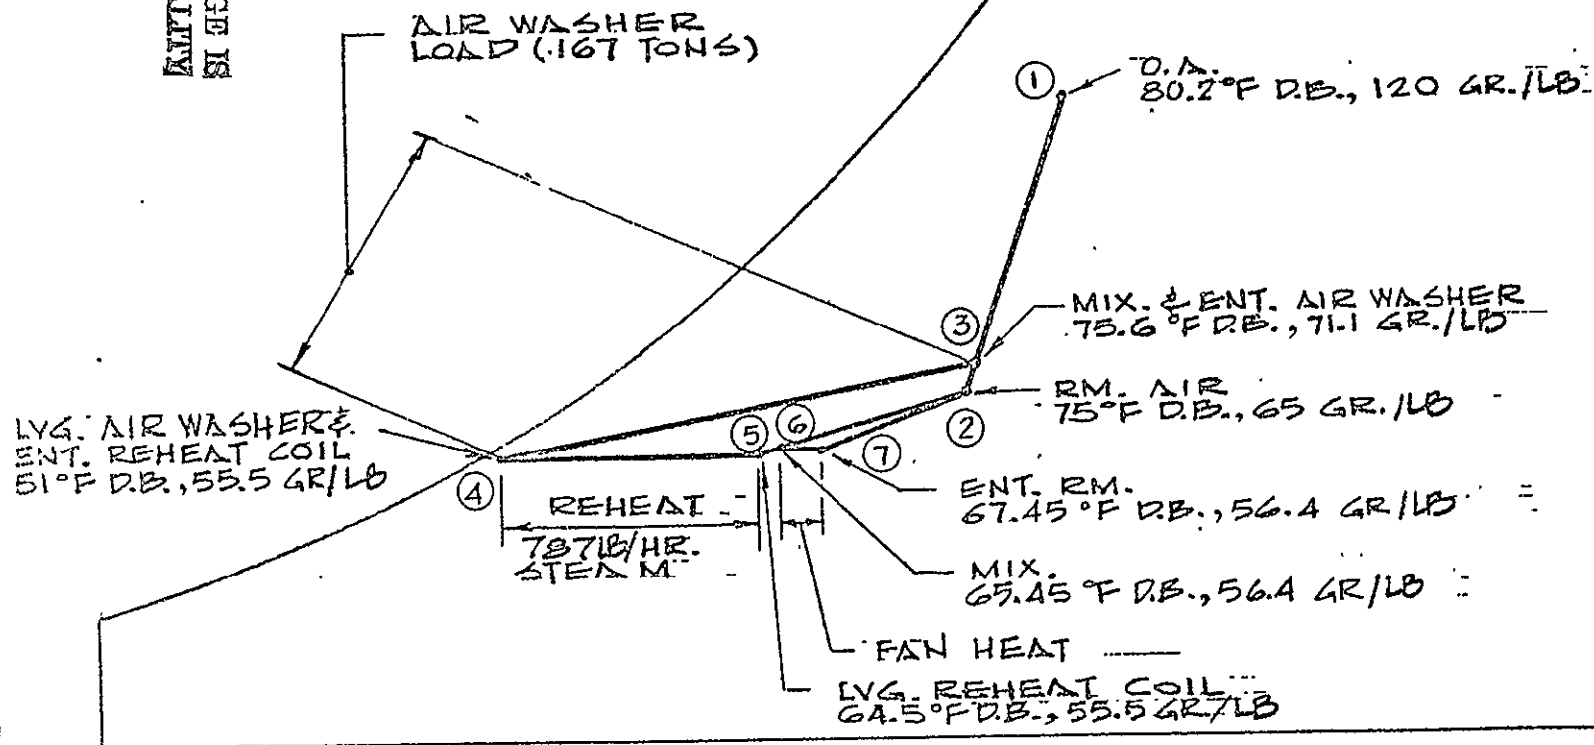 GE IS
LITY
AIR WASHER
LOAD (.167 TONS)
①
O.A.
80.2°F D.B., 120 GR./LB
③
MIX. & ENT. AIR WASHER
75.6°F D.B., 71.1 GR./LB
RM. AIR
75°F D.B., 65 GR./LB
②
LVG. AIR WASHER &
ENT. REHEAT COIL
51°F D.B., 55.5 GR/LB
④
⑤
⑥
⑦
REHEAT
787LB/HR.
STEAM
ENT. RM.
67.45°F D.B., 56.4 GR/LB
MIX.
65.45°F D.B., 56.4 GR/LB
FAN HEAT
LVG. REHEAT COIL
64.5°F D.B., 55.5 GR/LB